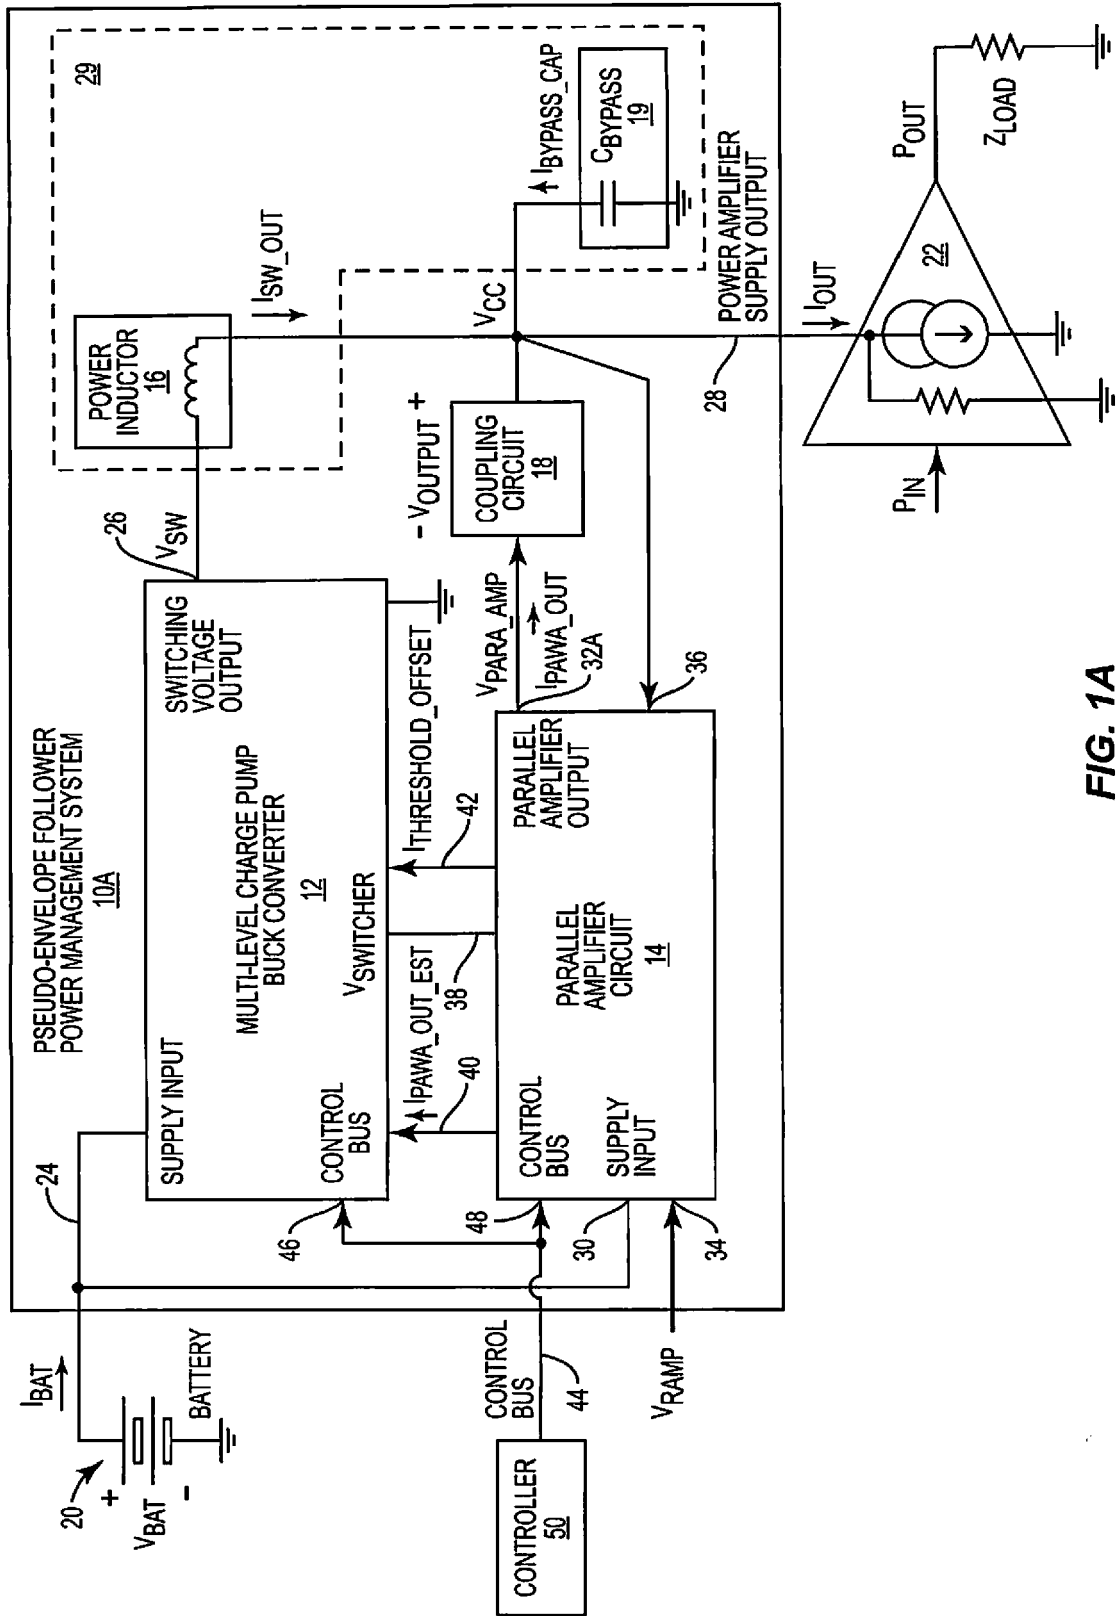 PSEUDO-ENVELOPE FOLLOWER
POWER MANAGEMENT SYSTEM
10A
20
+
VBAT
-
BATTERY
IBAT
24
SUPPLY INPUT
MULTI-LEVEL CHARGE PUMP
BUCK CONVERTER
12
SWITCHING
VOLTAGE
OUTPUT
26
VSW
POWER
INDUCTOR
16
29
ISW_OUT
CONTROL
BUS
46
VSWITCHER
IPAWA_OUT_EST
40
38
ITHRESHOLD_OFFSET
42
- VOUTPUT +
COUPLING
CIRCUIT
18
VCC
IBYPASS_CAP
CBYPASS
19
CONTROLLER
50
CONTROL
BUS
44
48
CONTROL
BUS
SUPPLY
INPUT
30
VRAMP
34
PARALLEL
AMPLIFIER
CIRCUIT
14
PARALLEL
AMPLIFIER
OUTPUT
VPARA_AMP
IPAWA_OUT
32A
36
28
POWER AMPLIFIER
SUPPLY OUTPUT
IOUT
PIN
22
POUT
ZLOAD
FIG. 1A